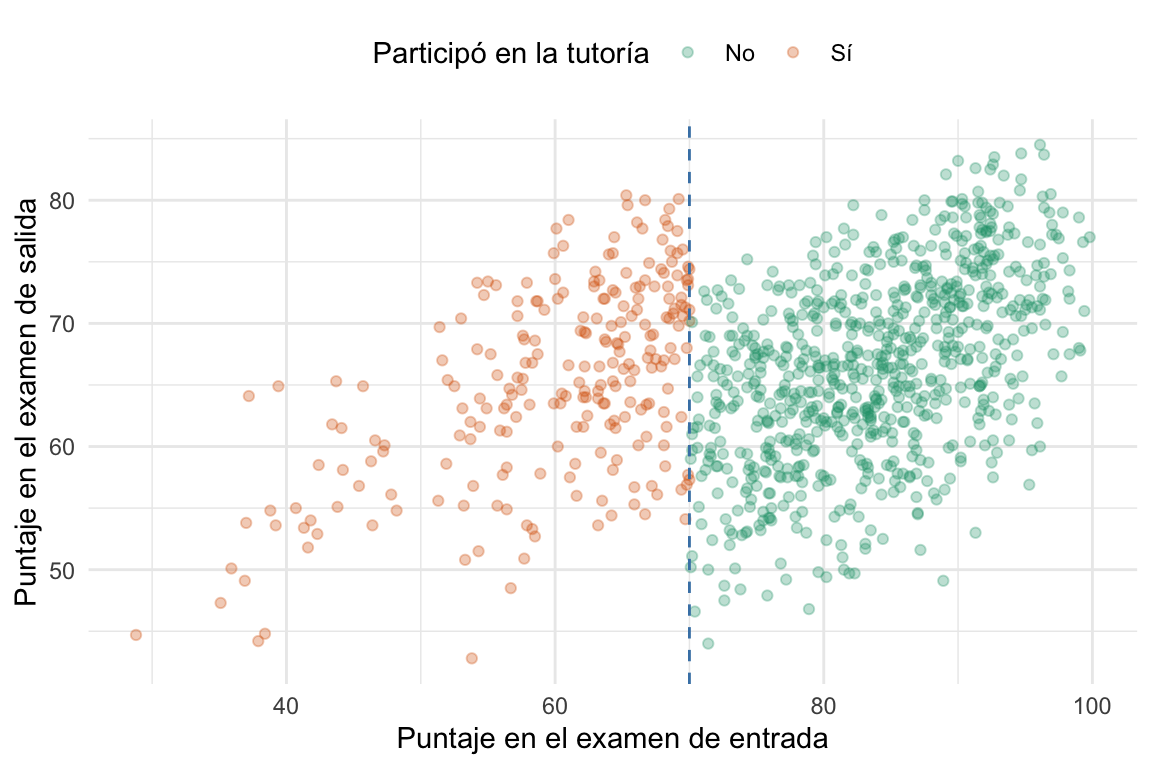 Participó en la tutoría No Sí
Puntaje en el examen de salida
80
70
60
50
40 60 80 100
Puntaje en el examen de entrada